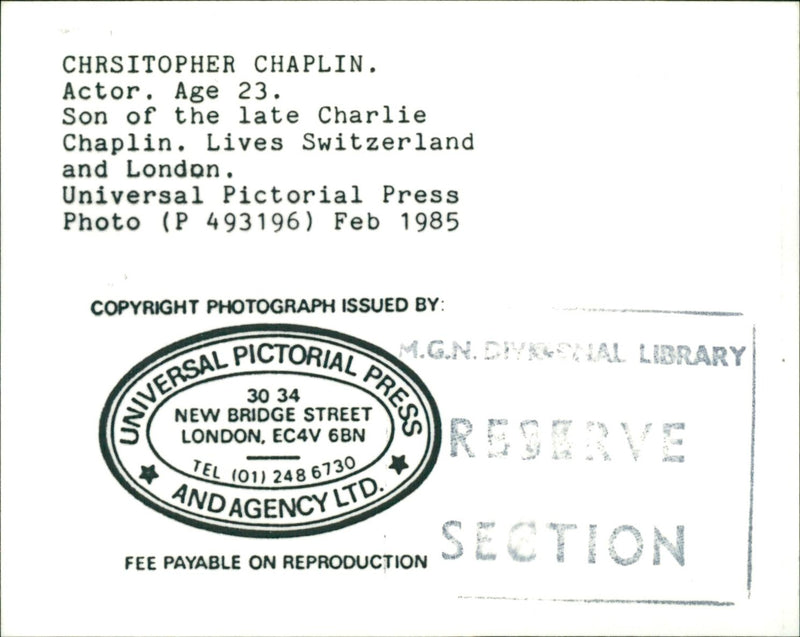 CHRSITOPHER CHAPLIN.
Actor. Age 23.
Son of the late Charlie
Chaplin. Lives Switzerland
and London.
Universal Pictorial Press
Photo (P 493196) Feb 1985
COPYRIGHT PHOTOGRAPH ISSUED BY:
UNIVERSAL PICTORIAL PRESS
30 34
NEW BRIDGE STREET
LONDON, EC4V 6BN
TEL (01) 248 6730
AND AGENCY LTD.
FEE PAYABLE ON REPRODUCTION
M.G.N. LIBRARY
RESERVE
SECTION